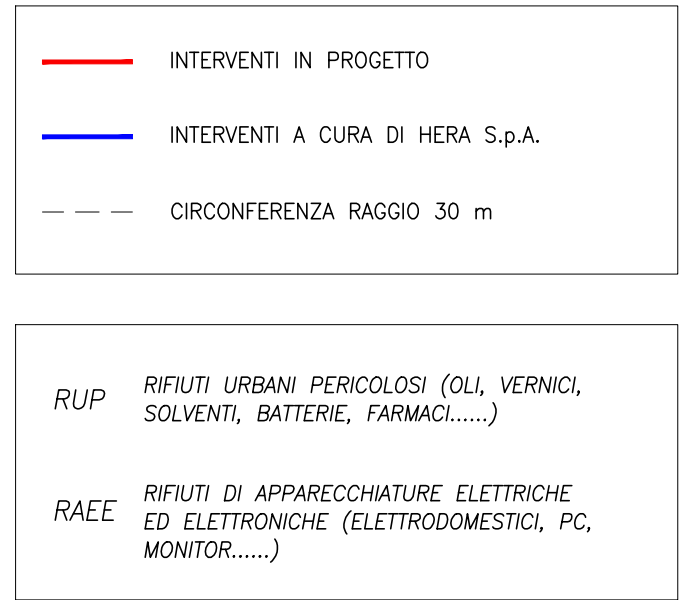 INTERVENTI IN PROGETTO
INTERVENTI A CURA DI HERA S.p.A.
CIRCONFERENZA RAGGIO 30 m
RUP
RIFIUTI URBANI PERICOLOSI (OLI, VERNICI,
SOLVENTI, BATTERIE, FARMACI......)
RAEE
RIFIUTI DI APPARECCHIATURE ELETTRICHE
ED ELETTRONICHE (ELETTRODOMESTICI, PC,
MONITOR......)